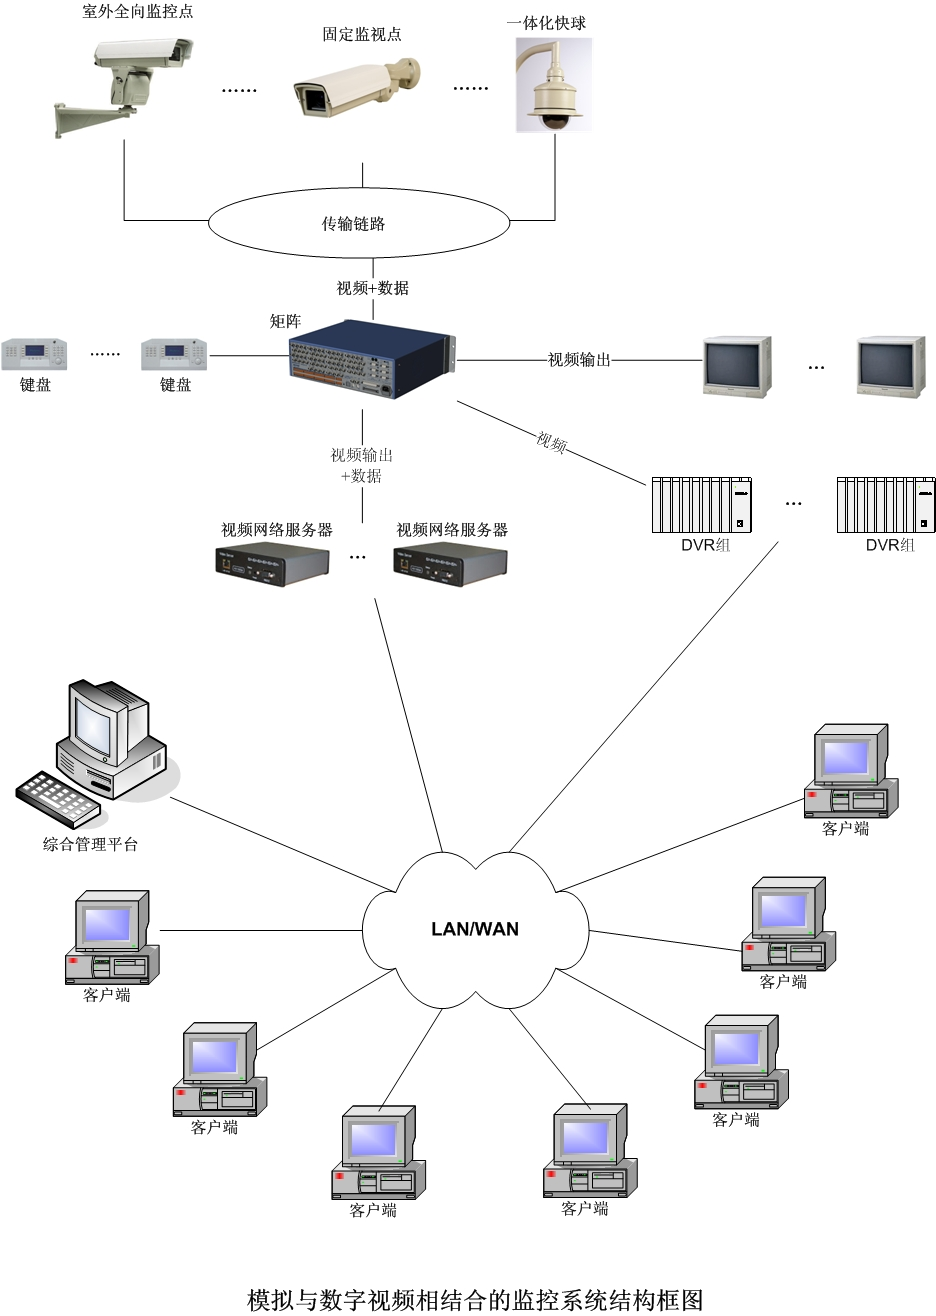 室外全向监控点
固定监视点
一体化快球
......
......
传输链路
视频+数据
矩阵
键盘
......
键盘
视频输出
...
视频
视频输出
+数据
视频网络服务器
...
视频网络服务器
DVR组
...
DVR组
综合管理平台
客户端
LAN/WAN
客户端
客户端
客户端
客户端
客户端
客户端
客户端
模拟与数字视频相结合的监控系统结构框图